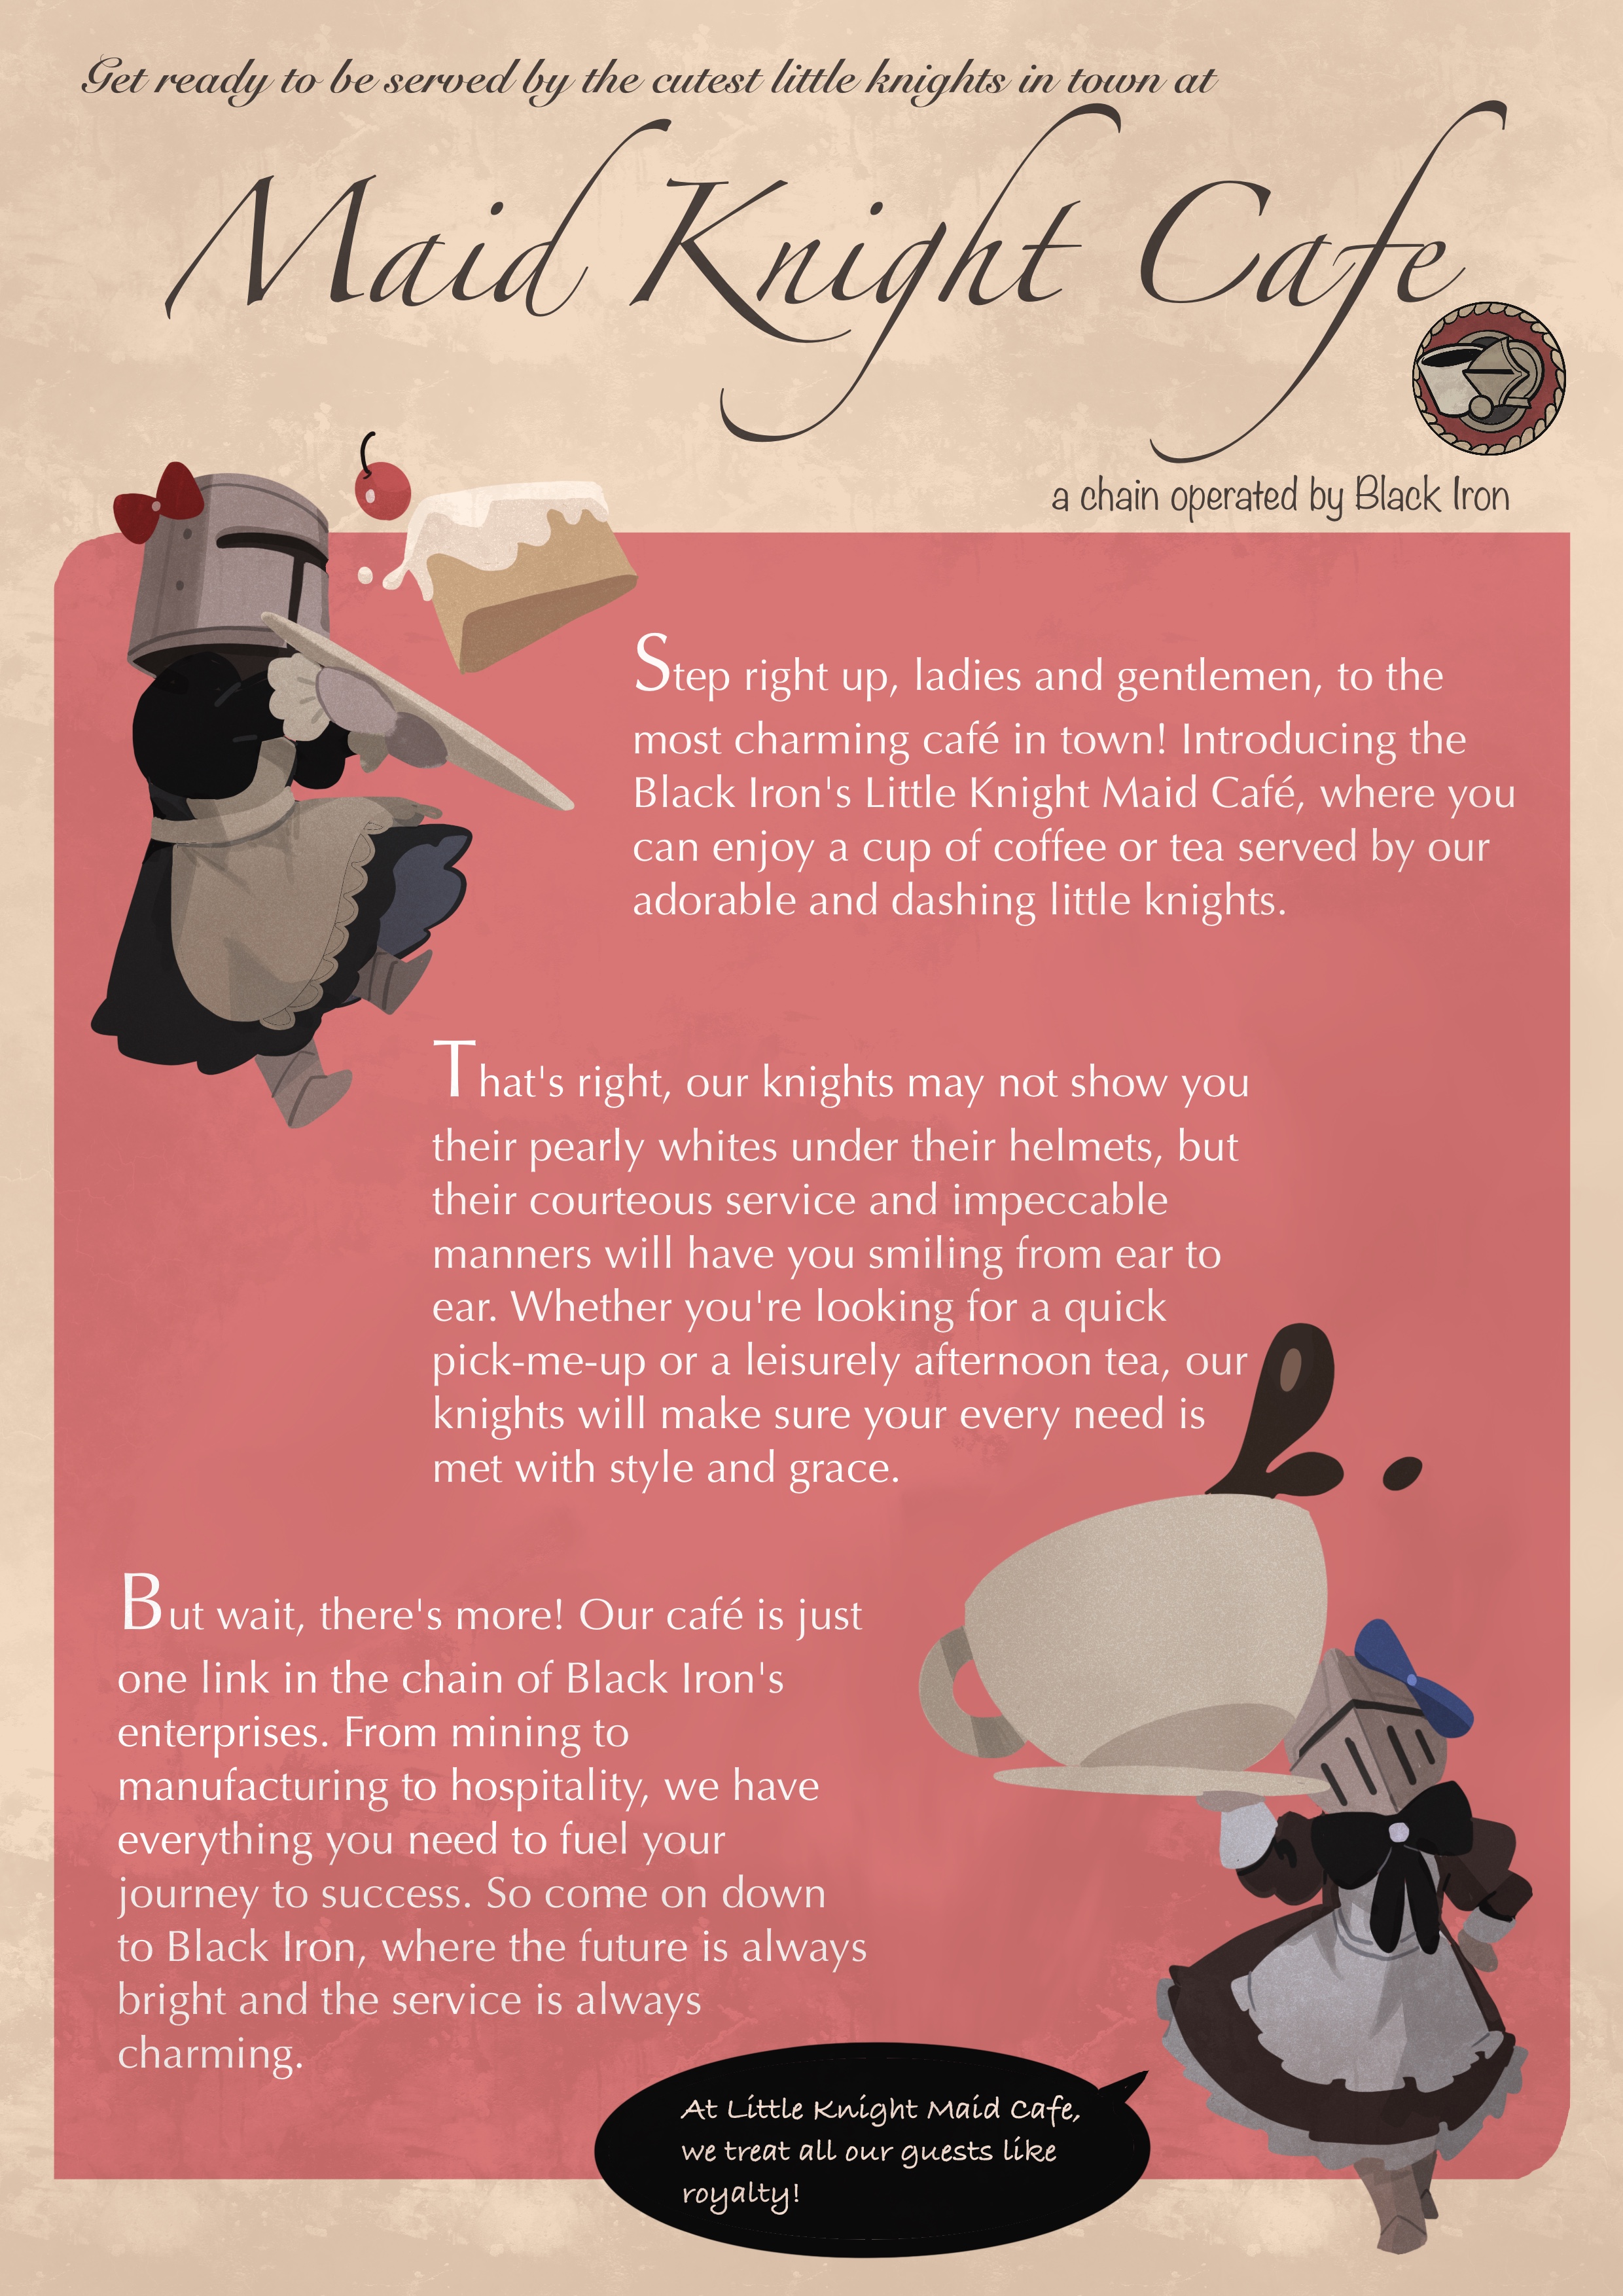 Get ready to be served by the cutest little knights in town at
Maid Knight Cafe
a chain operated by Black Iron
Step right up, ladies and gentlemen, to the
most charming café in town! Introducing the
Black Iron's Little Knight Maid Café, where you
can enjoy a cup of coffee or tea served by our
adorable and dashing little knights.
That's right, our knights may not show you
their pearly whites under their helmets, but
their courteous service and impeccable
manners will have you smiling from ear to
ear. Whether you're looking for a quick
pick-me-up or a leisurely afternoon tea, our
knights will make sure your every need is
met with style and grace.
But wait, there's more! Our café is just
one link in the chain of Black Iron's
enterprises. From mining to
manufacturing to hospitality, we have
everything you need to fuel your
journey to success. So come on down
to Black Iron, where the future is always
bright and the service is always
charming.
At Little Knight Maid Cafe,
we treat all our guests like
royalty!